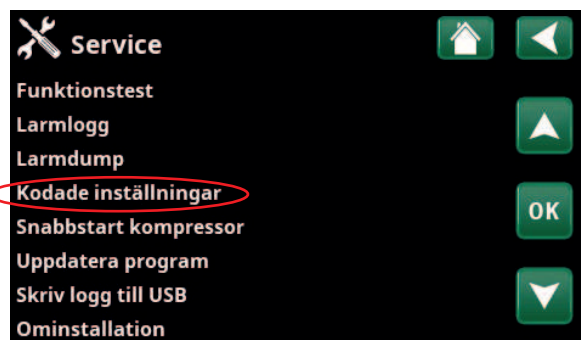 Service
Funktionstest
Larmlogg
Larmdump
Kodade inställningar
Snabbstart kompressor
OK
Uppdatera program
Skriv logg till USB
Ominstallation